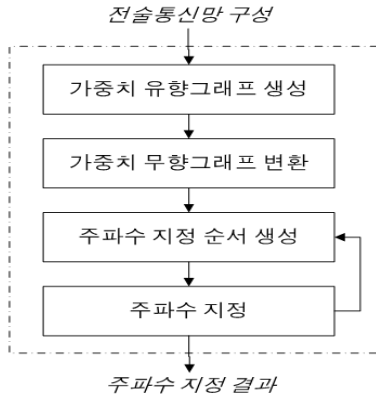 전술통신망 구성
가중치 유향그래프 생성
가중치 무향그래프 변환
주파수 지정 순서 생성
주파수 지정
주파수 지정 결과